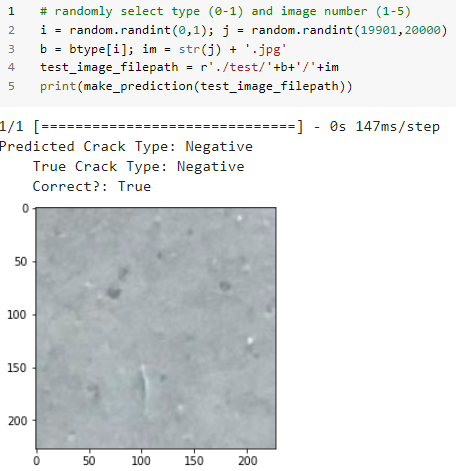 1 # randomly select type (0-1) and image number (1-5)
2 i = random.randint(0,1); j = random.randint(19901,20000)
3 b = btype[i]; im = str(j) + '.jpg'
4 test_image_filepath = r'./test/'+b+'/'+im
5 print(make_prediction(test_image_filepath))
1/1 [==============================] - 0s 147ms/step
Predicted Crack Type: Negative
True Crack Type: Negative
Correct?: True
0
50
100
150
200
0 50 100 150 200